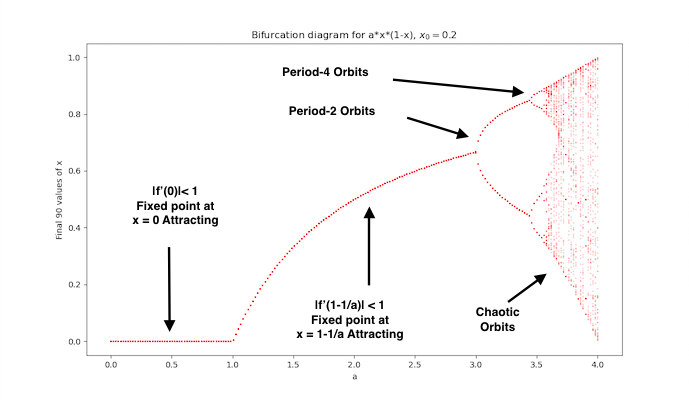 Bifurcation diagram for a*x*(1-x), x₀ = 0.2
Period-4 Orbits
Period-2 Orbits
|f'(0)|< 1
Fixed point at
x = 0 Attracting
|f'(1-1/a)| < 1
Fixed point at
x = 1-1/a Attracting
Chaotic
Orbits
Final 90 values of x
1.0
0.8
0.6
0.4
0.2
0.0
0.0 0.5 1.0 1.5 2.0 2.5 3.0 3.5 4.0
a